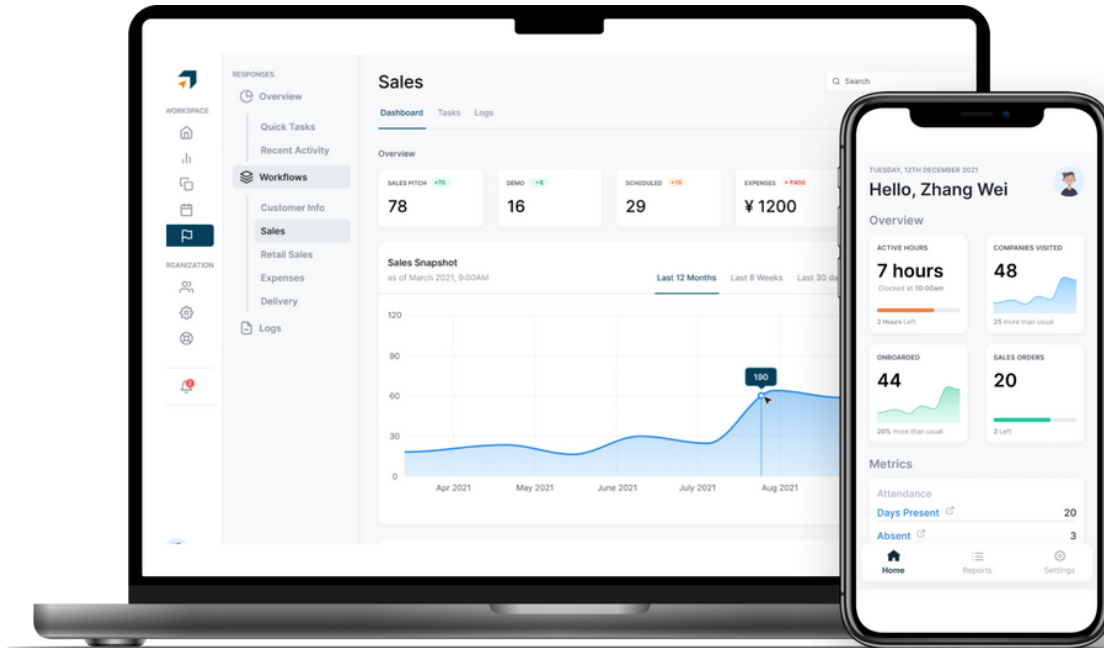 WORKSPACE
RGANIZATION
2
RESPONSES
Overview
Quick Tasks
Recent Activity
Workflows
Customer Info
Sales
Retail Sales
Expenses
Delivery
Logs
Sales
Search
Dashboard Tasks Logs
Overview
SALES PITCH +70
78
DEMO +6
16
SCHEDULED +18
29
EXPENSES + ₹400
¥ 1200
Sales Snapshot
as of March 2021, 9:00AM
Last 12 Months Last 8 Weeks Last 30 da
120
90
60
30
0
190
Apr 2021 May 2021 June 2021 July 2021 Aug 2021
TUESDAY, 12TH DECEMBER 2021
Hello, Zhang Wei
Overview
ACTIVE HOURS
7 hours
Clocked at 10:00am
2 Hours Left
COMPANIES VISITED
48
25 more than usual
ONBOARDED
44
20% more than usual
SALES ORDERS
20
2 Left
Metrics
Attendance
Days Present 20
Absent 3
Home Reports Settings